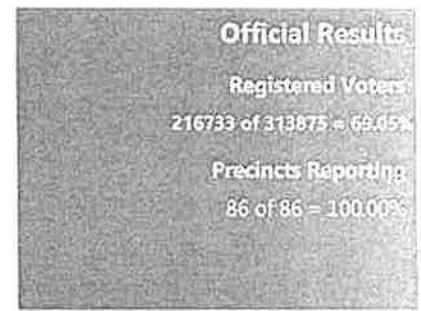 Official Results
Registered Voters
216733 of 313875 = 69.05%
Precincts Reporting
86 of 86 = 100.00%